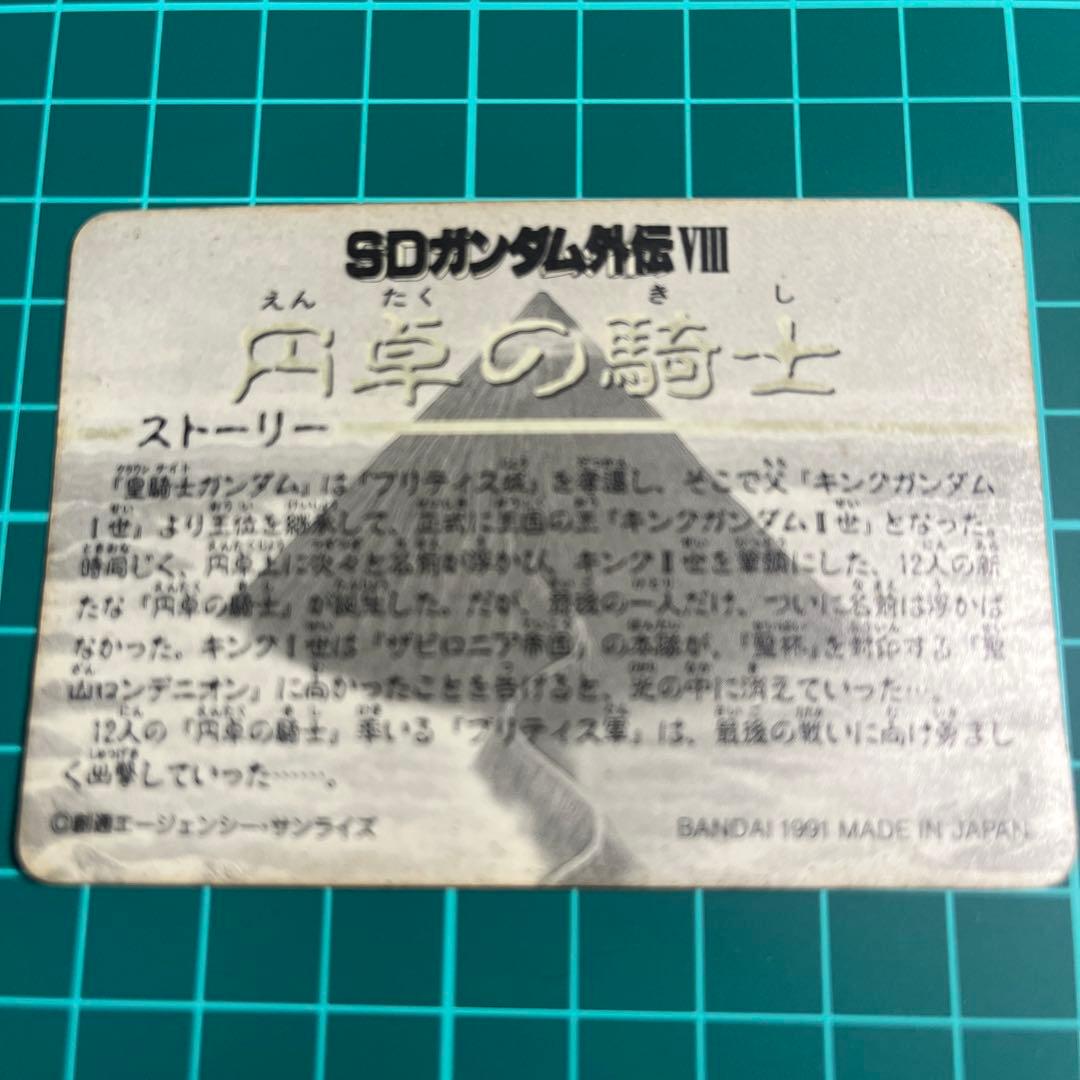 SDガンダム外伝 VIII
えん たく き し
円卓の騎士
ストーリー
クラウン ナイト
『皇騎士ガンダム』は『ブリティス城』を奪還し、そこで父『キングガンダム
I世』より王位を継承して、正式に王国の王『キングガンダムII世』となった。
時同じく、円卓上に次々と名前が浮かび、キングII世を筆頭にした、12人の新
たな『円卓の騎士』が誕生した。だが、最後の一人だけ、ついに名前は浮かば
なかった。キングI世は『ザビロニア帝国』の本隊が、『聖杯』を封印する『聖
山ロンデニオン』に向かったことを告げると、光の中に消えていった…。
12人の『円卓の騎士』率いる『ブリティス軍』は、最後の戦いに向け勇まし
く出撃していった……。
©創通エージェンシー・サンライズ
BANDAI 1991 MADE IN JAPAN